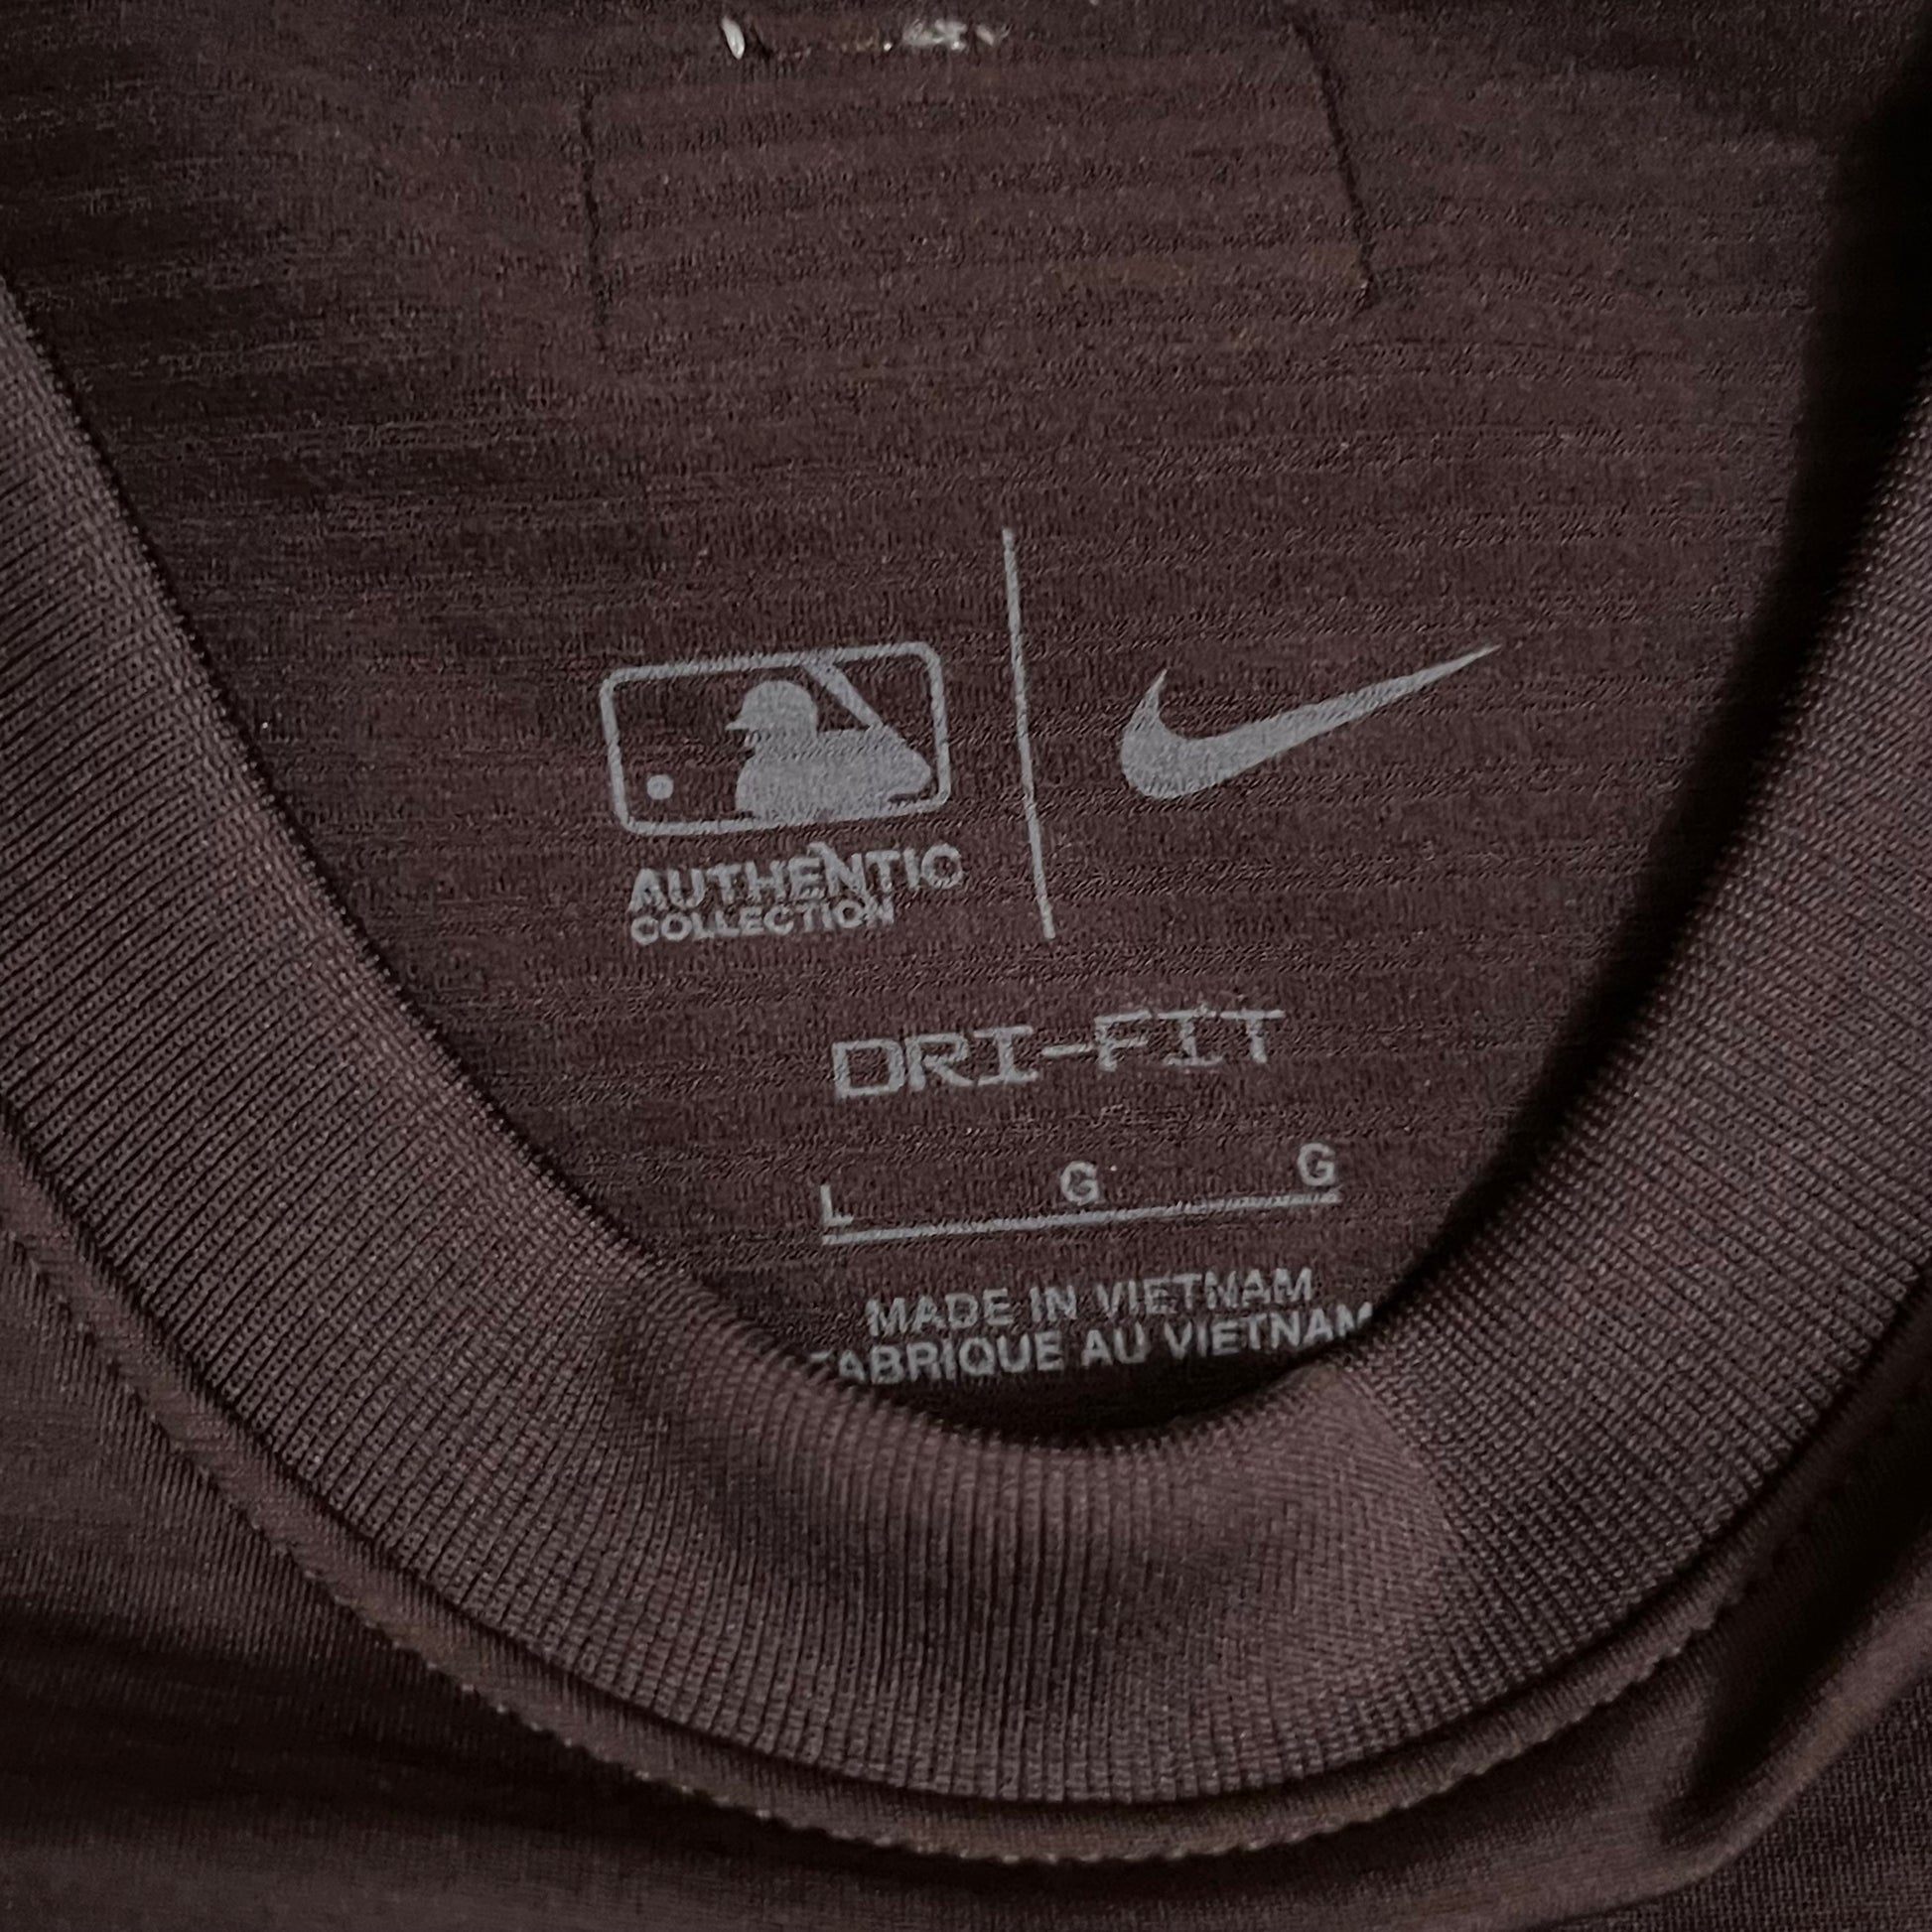 AUTHENTIC
COLLECTION
DRI-FIT
L G G
MADE IN VIETNAM
FABRIQUE AU VIETNAM